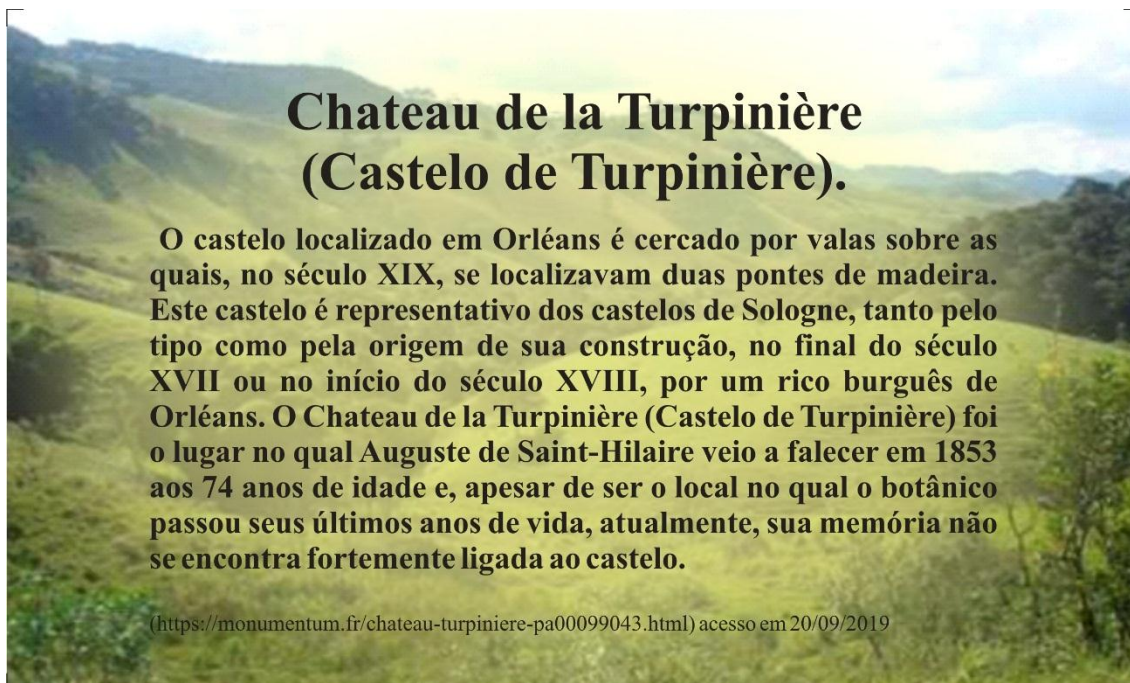 Chateau de la Turpinière
(Castelo de Turpinière).
O castelo localizado em Orléans é cercado por valas sobre as
quais, no século XIX, se localizavam duas pontes de madeira.
Este castelo é representativo dos castelos de Sologne, tanto pelo
tipo como pela origem de sua construção, no final do século
XVII ou no início do século XVIII, por um rico burguês de
Orléans. O Chateau de la Turpinière (Castelo de Turpinière) foi
o lugar no qual Auguste de Saint-Hilaire veio a falecer em 1853
aos 74 anos de idade e, apesar de ser o local no qual o botânico
passou seus últimos anos de vida, atualmente, sua memória não
se encontra fortemente ligada ao castelo.
(https://monumentum.fr/chateau-turpiniere-pa00099043.html) acesso em 20/09/2019